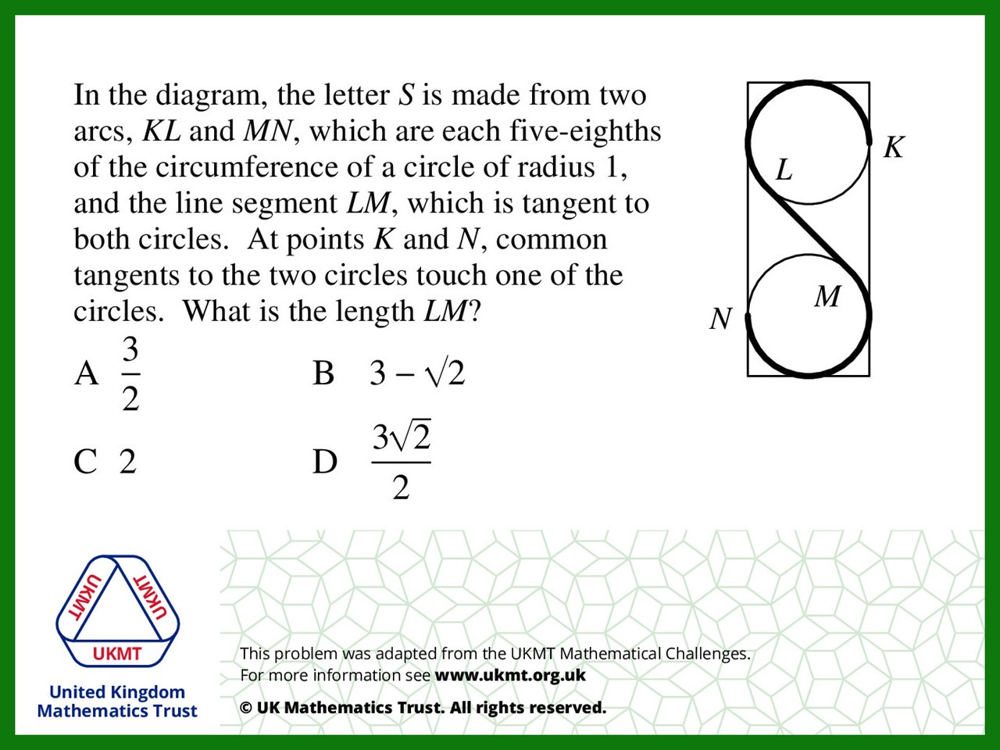 In the diagram, the letter S is made from two
arcs, KL and MN, which are each five-eighths
of the circumference of a circle of radius 1,
and the line segment LM, which is tangent to
both circles. At points K and N, common
tangents to the two circles touch one of the
circles. What is the length LM?
A 3/2
B 3 – √2
C 2
D 3√2/2
K
L
M
N
UKMT
UKMT
UKMT
United Kingdom
Mathematics Trust
This problem was adapted from the UKMT Mathematical Challenges.
For more information see www.ukmt.org.uk
© UK Mathematics Trust. All rights reserved.